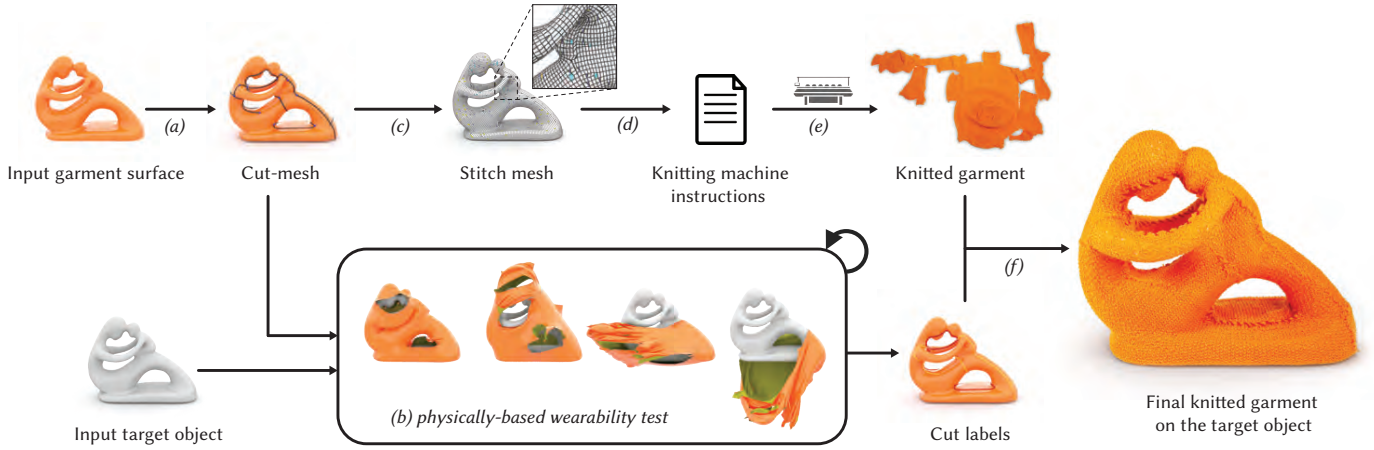 (a)
(c)
(d)
(e)
Input garment surface
Cut-mesh
Stitch mesh
Knitting machine
instructions
Knitted garment
(f)
(b) physically-based wearability test
Input target object
Cut labels
Final knitted garment
on the target object